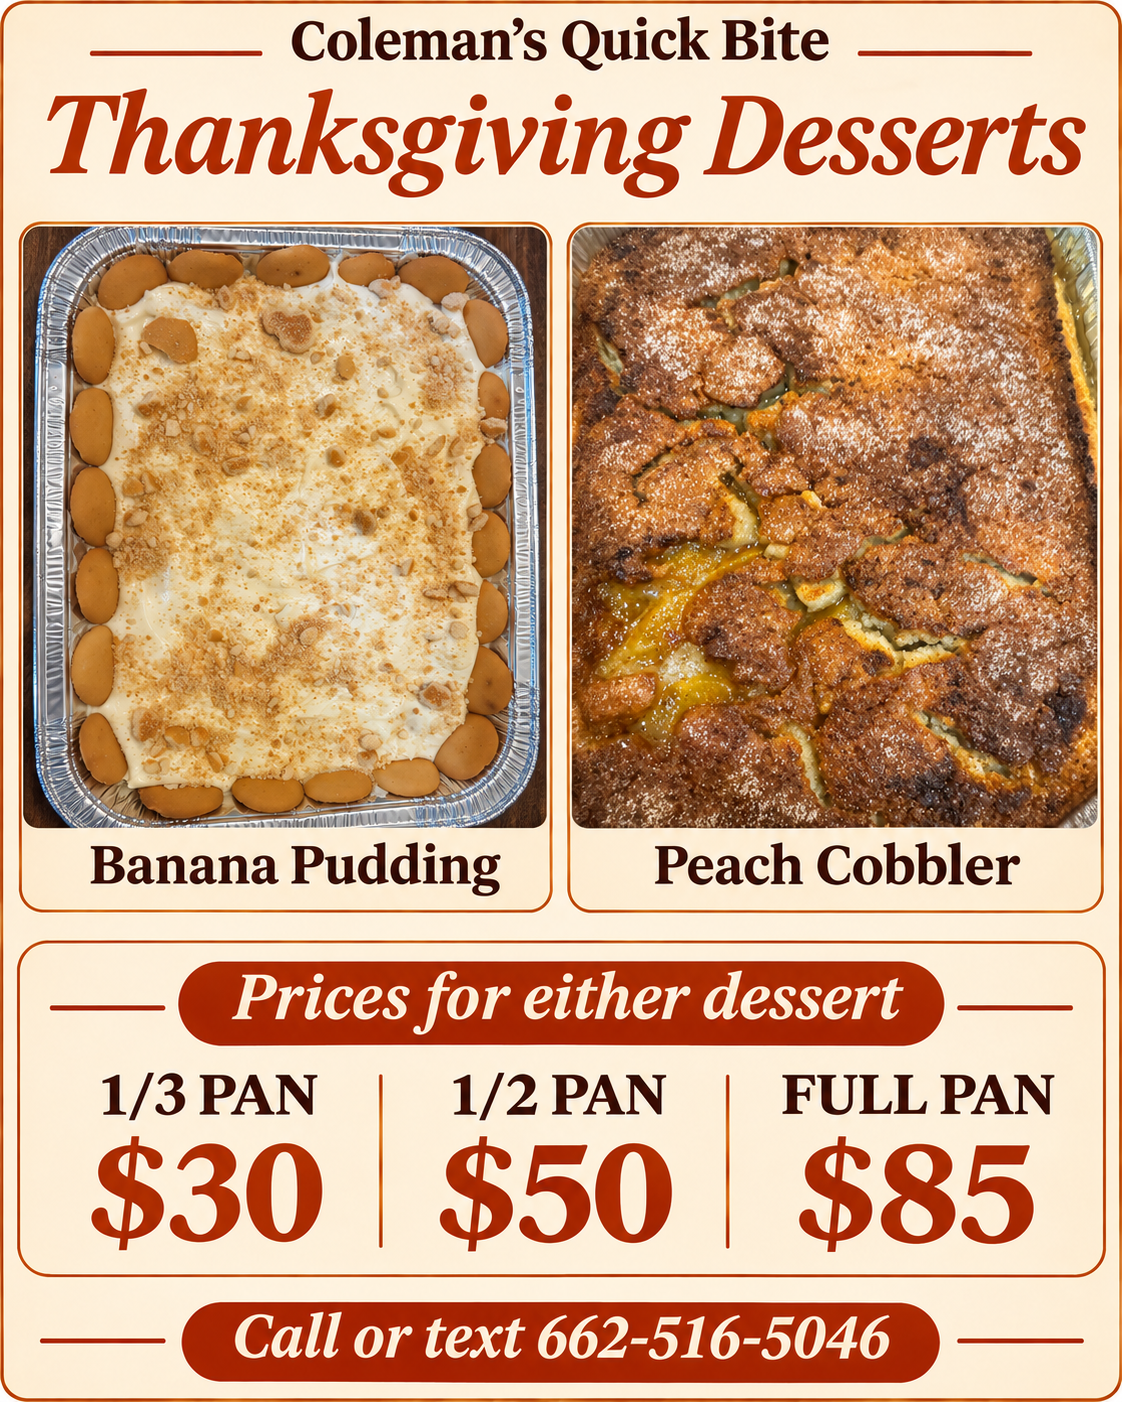 Coleman’s Quick Bite
Thanksgiving Desserts
Banana Pudding
Peach Cobbler
Prices for either dessert
1/3 PAN
$30
1/2 PAN
$50
FULL PAN
$85
Call or text 662-516-5046